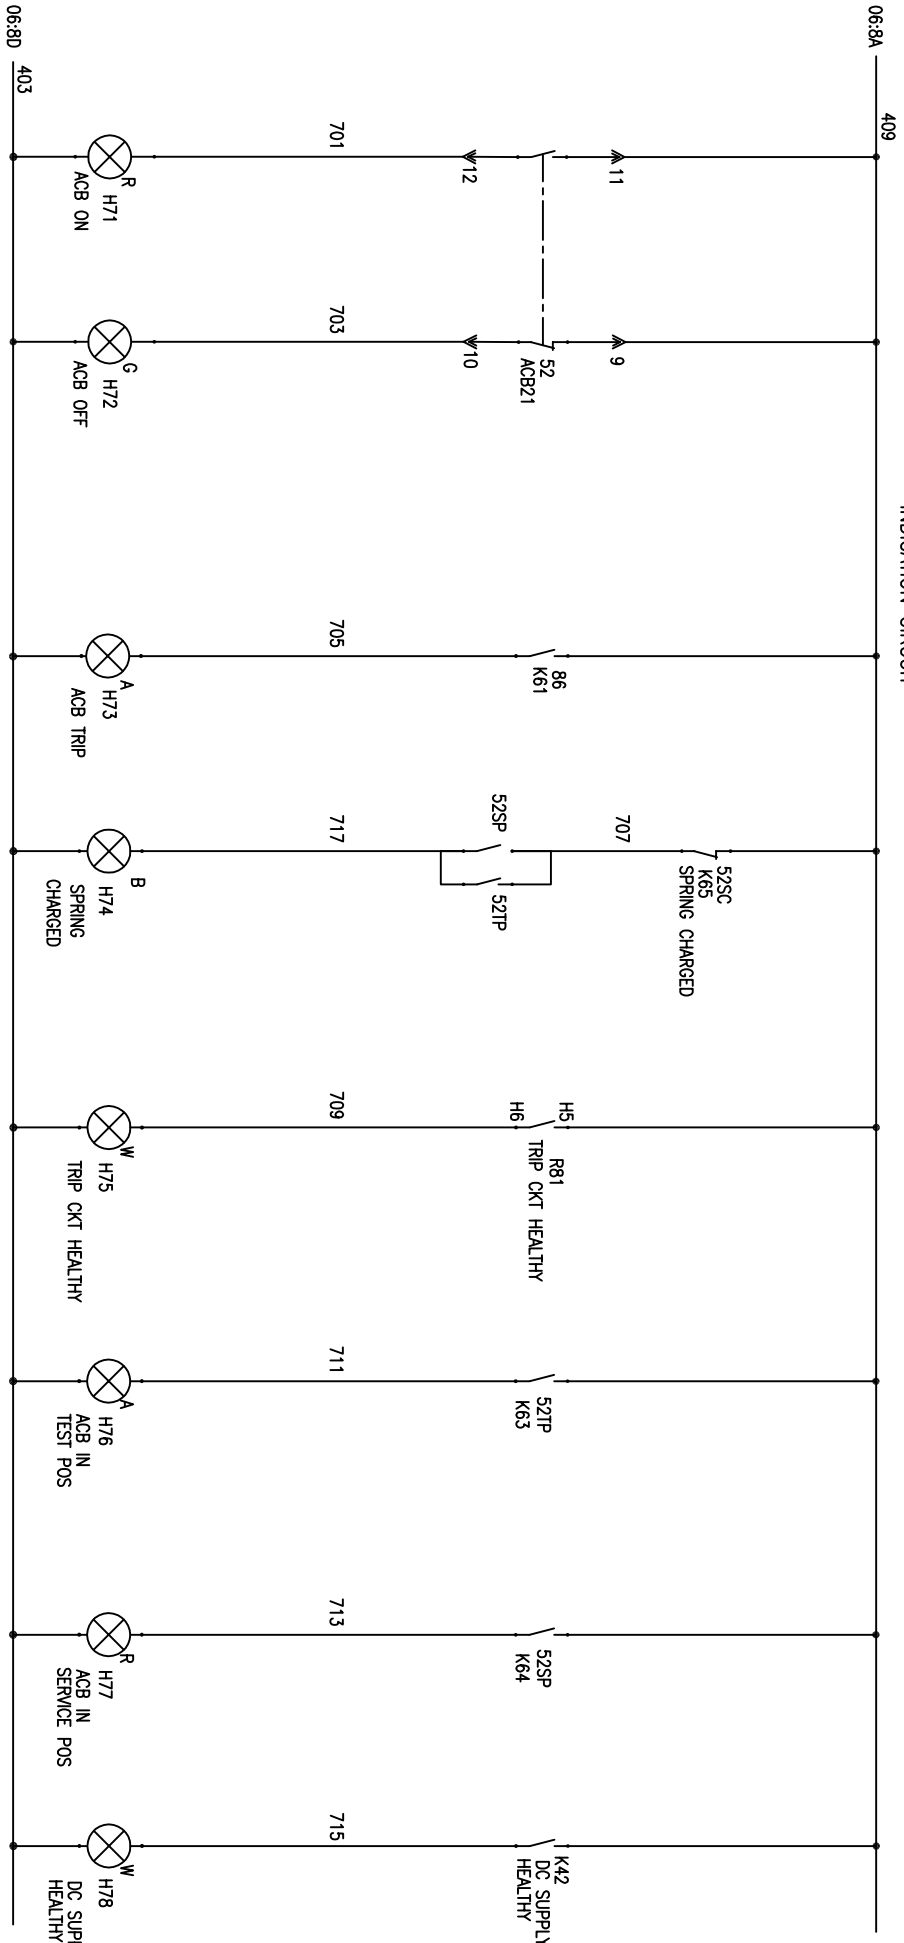 06:8A
409
06:8D
403
11
12
701
R
H71
ACB ON
9
52
ACB21
10
703
G
H72
ACB OFF
86
K61
705
A
H73
ACB TRIP
52SC
K65
SPRING CHARGED
707
52SP
52TP
717
B
H74
SPRING
CHARGED
H5
R81
TRIP CKT HEALTHY
H6
709
W
H75
TRIP CKT HEALTHY
52TP
K63
711
A
H76
ACB IN
TEST POS
52SP
K64
713
R
H77
ACB IN
SERVICE POS
K42
DC SUPPLY
HEALTHY
715
W
H78
DC
HEALTHY